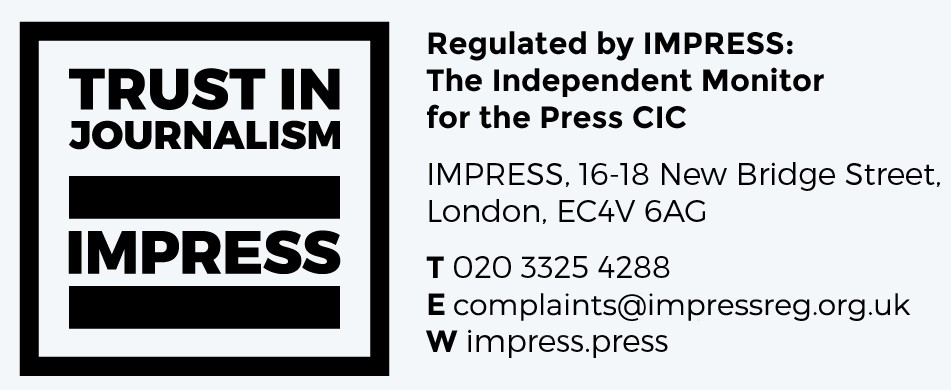 TRUST IN
JOURNALISM
IMPRESS
Regulated by IMPRESS:
The Independent Monitor
for the Press CIC
IMPRESS, 16-18 New Bridge Street,
London, EC4V 6AG
T 020 3325 4288
E complaints@impressreg.org.uk
W impress.press